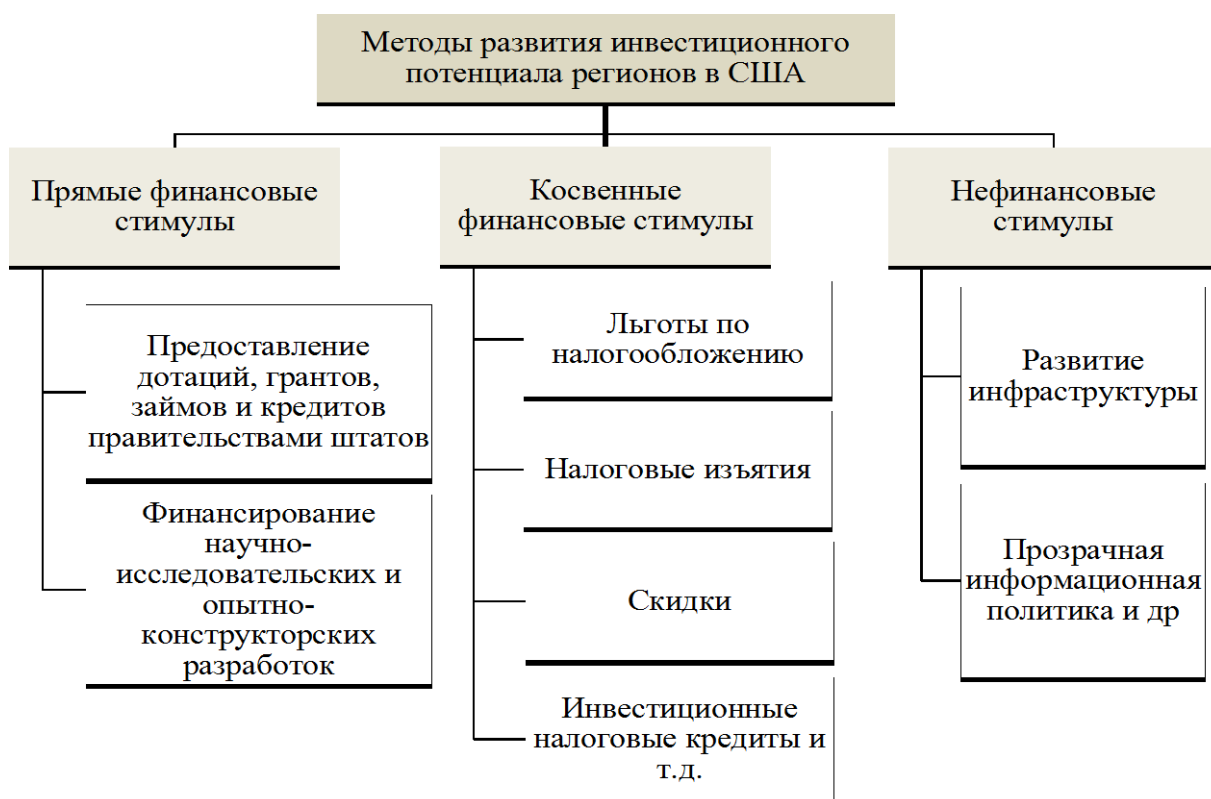 Методы развития инвестиционного
потенциала регионов в США
Прямые финансовые
стимулы
Предоставление
дотаций, грантов,
займов и кредитов
правительствами штатов
Финансирование
научно-
исследовательских и
опытно-
конструкторских
разработок
Косвенные
финансовые стимулы
Льготы по
налогообложению
Налоговые изъятия
Скидки
Инвестиционные
налоговые кредиты и
т.д.
Нефинансовые
стимулы
Развитие
инфраструктуры
Прозрачная
информационная
политика и др